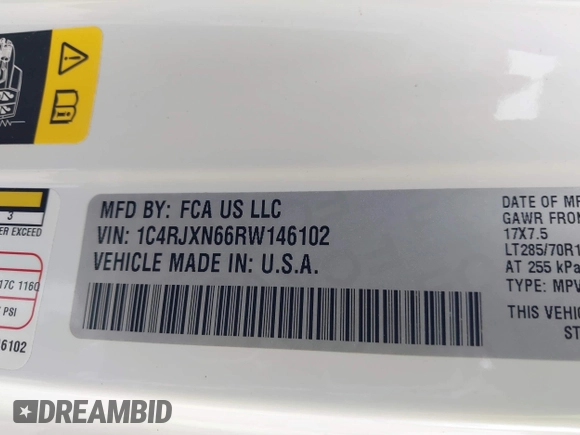 3
ER EXCEED
17C 1160
PSI
6102
MFD BY: FCA US LLC
VIN: 1C4RJXN66RW146102
VEHICLE MADE IN: U.S.A.
DATE OF MF
GAWR FRON
17X7.5
LT285/70R1
AT 255 kPa
TYPE: MPV
THIS VEHIC
ST
DREAMBID